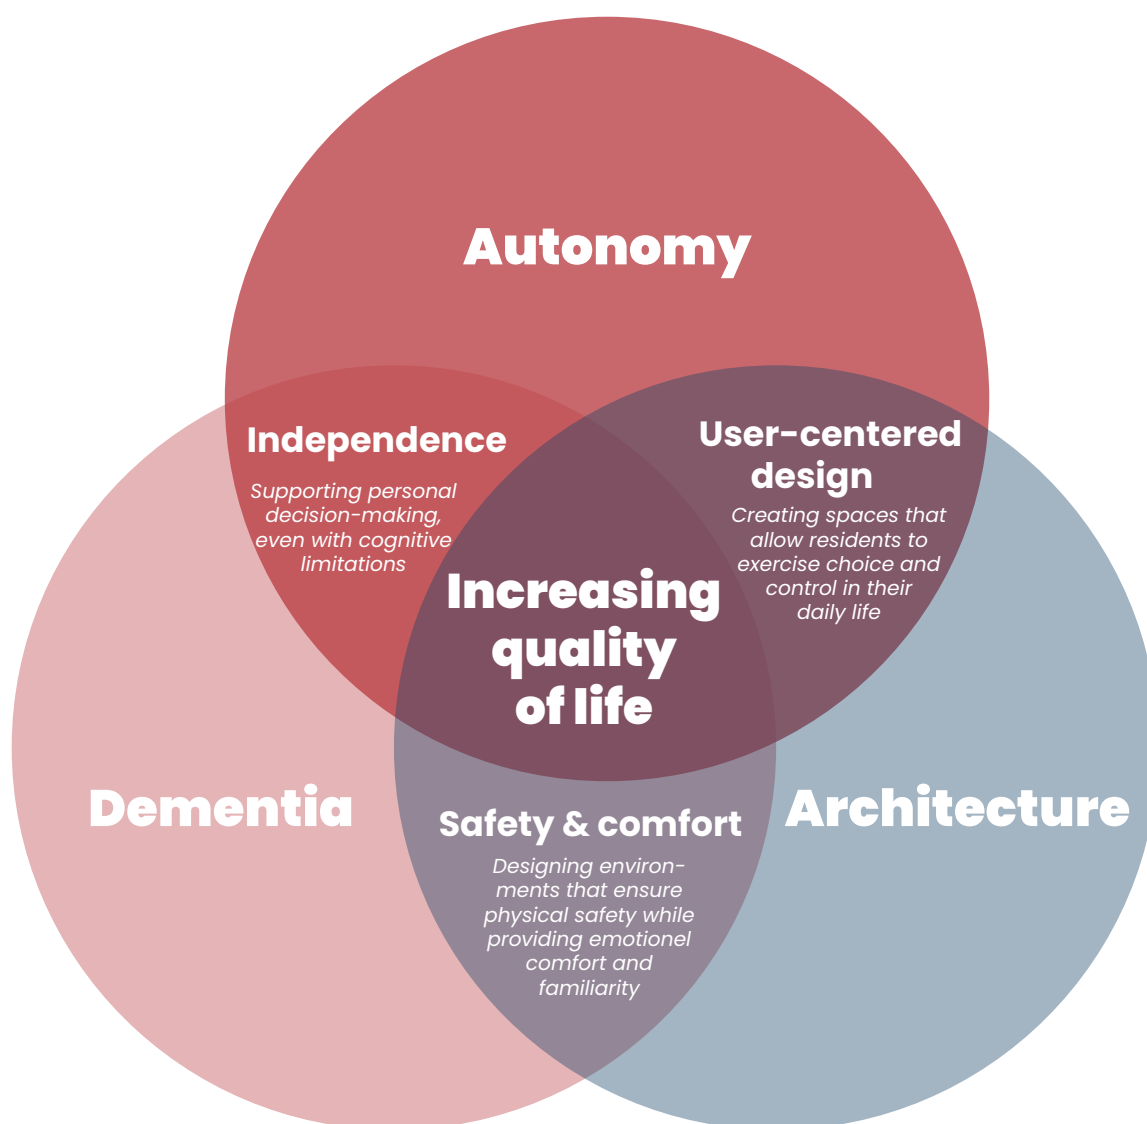 Autonomy
Independence
Supporting personal
decision-making,
even with cognitive
limitations
User-centered
design
Creating spaces that
allow residents to
exercise choice and
control in their
daily life
Increasing
quality
of life
Dementia
Architecture
Safety & comfort
Designing environ-
ments that ensure
physical safety while
providing emotionel
comfort and
familiarity